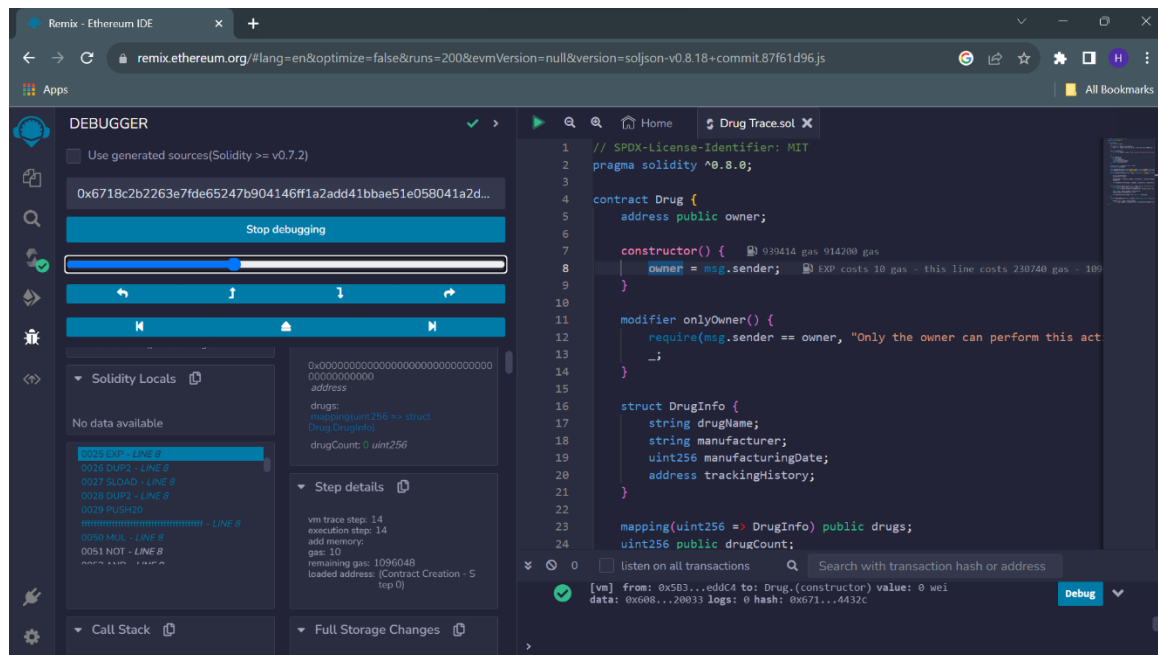 Remix - Ethereum IDE
remix.ethereum.org/#lang=en&optimize=false&runs=200&evmVersion=null&version=soljson-v0.8.18+commit.87f61d96.js
H
Apps
All Bookmarks
DEBUGGER
Use generated sources(Solidity >= v0.7.2)
0x6718c2b2263e7fde65247b904146ff1a2add41bbae51e058041a2d...
Stop debugging
Solidity Locals
No data available
0025 EXP - LINE 8
0026 DUP2 - LINE 8
0027 SLOAD - LINE 8
0028 DUP2 - LINE 8
0029 PUSH20
ffffffffffffffffffffffffffffffffffffffff - LINE 8
0050 MUL - LINE 8
0051 NOT - LINE 8
Call Stack
address
drugs:
mapping(uint256 => struct
Drug.DrugInfo)
drugCount: 0 uint256
Step details
vm trace step: 14
execution step: 14
add memory:
gas: 10
remaining gas: 1096048
loaded address: (Contract Creation - S
tep 0)
Full Storage Changes
Home
Drug Trace.sol
1 // SPDX-License-Identifier: MIT
2 pragma solidity ^0.8.0;
3
4 contract Drug {
5 address public owner;
6
7 constructor() { 939414 gas 914200 gas
8 owner = msg.sender; EXP costs 10 gas - this line costs 230740 gas - 109
9 }
10
11 modifier onlyOwner() {
12 require(msg.sender == owner, "Only the owner can perform this act
13 _;
14 }
15
16 struct DrugInfo {
17 string drugName;
18 string manufacturer;
19 uint256 manufacturingDate;
20 address trackingHistory;
21 }
22
23 mapping(uint256 => DrugInfo) public drugs;
24 uint256 public drugCount;
0
listen on all transactions
Search with transaction hash or address
[vm] from: 0x5B3...eddC4 to: Drug.(constructor) value: 0 wei
data: 0x608...20033 logs: 0 hash: 0x671...4432c
Debug
>